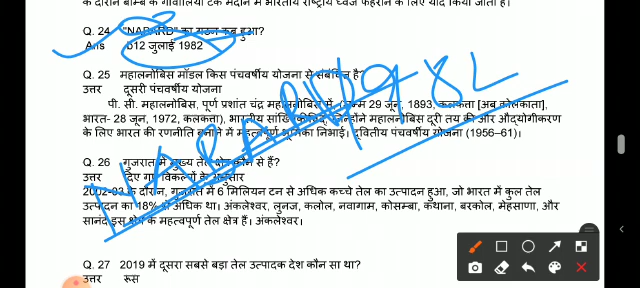 के दौरान बॉम्बे के गोवालिया टैंक मैदान में भारतीय राष्ट्रीय ध्वज फहराने के लिए याद किया जाता है।
Q. 24 "NABARD" का गठन कब हुआ?
Ans 012 जुलाई 1982
Q. 25 महालनोबिस मॉडल किस पंचवर्षीय योजना से संबंधित है?
उत्तर दूसरी पंचवर्षीय योजना
पी. सी. महालनोबिस, पूर्ण प्रशांत चंद्र महालनोबिस में, (जन्म 29 जून, 1893, कलकत्ता [अब कोलकाता],
भारत- 28 जून, 1972, कलकत्ता), भारतीय सांख्यिकीविद् जिन्होंने महालनोबिस दूरी तय की और औद्योगीकरण
के लिए भारत की रणनीति बनाने में महत्वपूर्ण भूमिका निभाई। दूवितीय पंचवर्षीय योजना (1956-61)।
Q. 26 गुजरात में मुख्य तेल क्षेत्र कौन से हैं?
उत्तर दिए गए विकल्पों के अनुसार
2002-03 के दौरान, गुजरात में 6 मिलियन टन से अधिक कच्चे तेल का उत्पादन हुआ, जो भारत में कुल तेल
उत्पादन का 18% से अधिक था। अंकलेश्वर, लुनज, कलोल, नवागाम, कोसम्बा, कथाना, बरकोल, मेहसाणा, और
सानंद इस क्षेत्र के महत्वपूर्ण तेल क्षेत्र हैं। अंकलेश्वर।
Q. 27 2019 में दूसरा सबसे बड़ा तेल उत्पादक देश कौन सा था?
उत्तर रूस
NABARD 1982